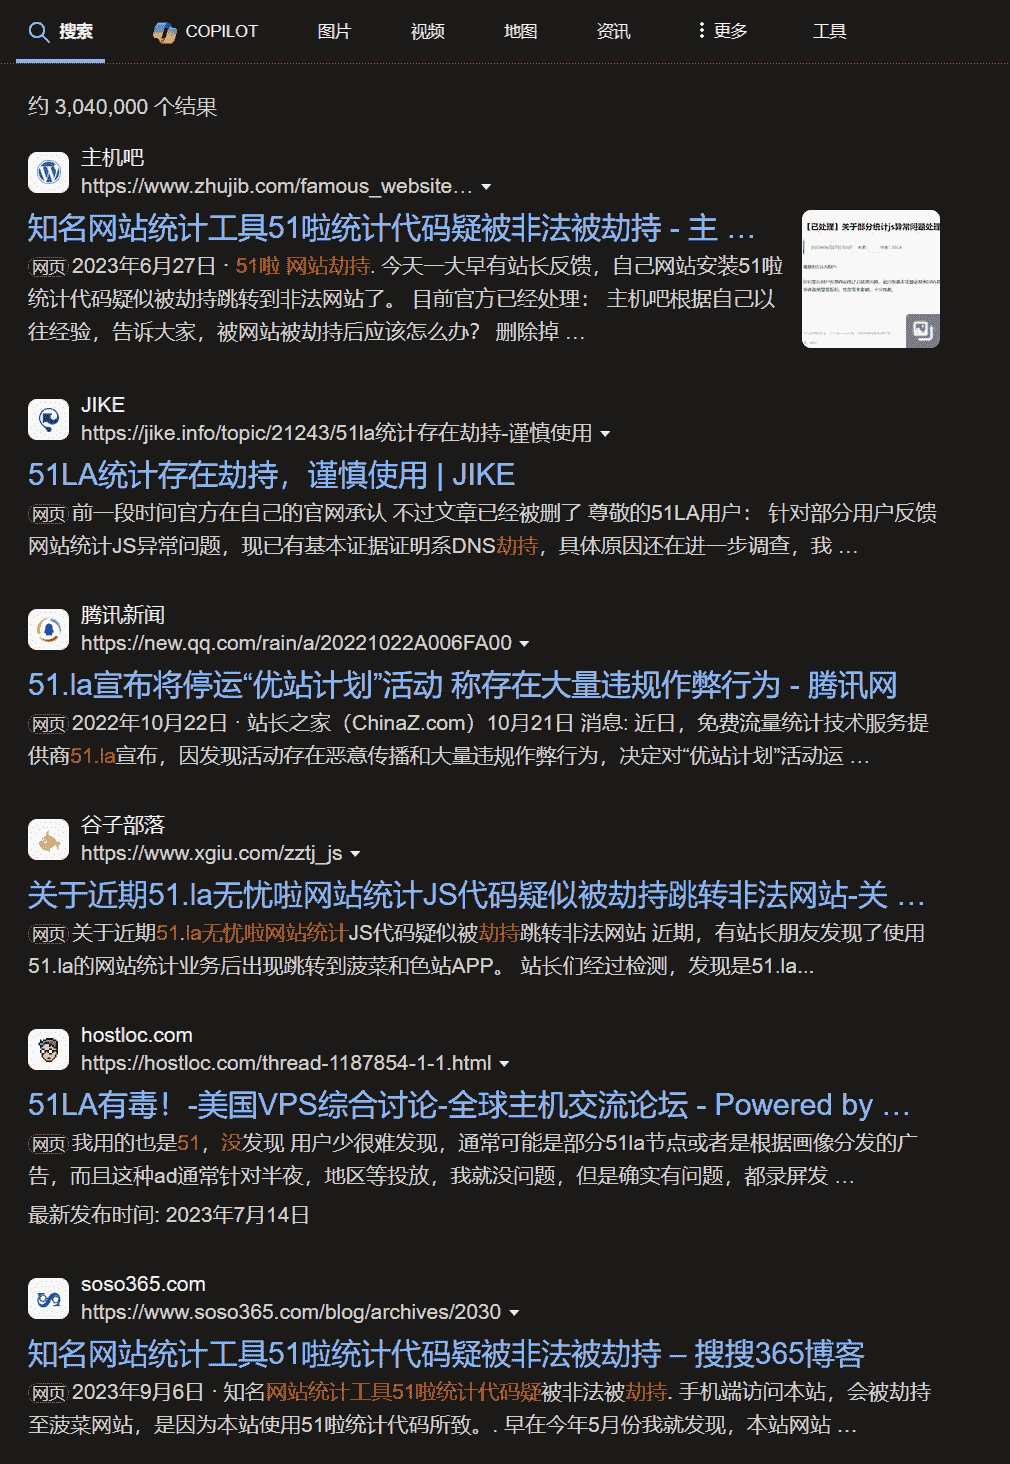 搜索 COPILOT 图片 视频 地图 资讯 更多 工具
约 3,040,000 个结果
主机吧
https://www.zhujib.com/famous_website…
知名网站统计工具51啦统计代码疑被非法被劫持 - 主 …
【已处理】关于部分统计js异常问题处理
网页 2023年6月27日 · 51啦 网站劫持. 今天一大早有站长反馈，自己网站安装51啦
统计代码疑似被劫持跳转到非法网站了。 目前官方已经处理： 主机吧根据自己以
往经验，告诉大家，被网站被劫持后应该怎么办? 删除掉 …
JIKE
https://jike.info/topic/21243/51la统计存在劫持-谨慎使用
51LA统计存在劫持，谨慎使用 | JIKE
网页 前一段时间官方在自己的官网承认 不过文章已经被删了 尊敬的51LA用户： 针对部分用户反馈
网站统计JS异常问题，现已有基本证据证明系DNS劫持，具体原因还在进一步调查，我 …
腾讯新闻
https://new.qq.com/rain/a/20221022A006FA00
51.la宣布将停运“优站计划”活动 称存在大量违规作弊行为 - 腾讯网
网页 2022年10月22日 · 站长之家（ChinaZ.com）10月21日 消息: 近日，免费流量统计技术服务提
供商51.la宣布，因发现活动存在恶意传播和大量违规作弊行为，决定对“优站计划”活动运 …
谷子部落
https://www.xgiu.com/zztj_js
关于近期51.la无忧啦网站统计JS代码疑似被劫持跳转非法网站-关 …
网页 关于近期51.la无忧啦网站统计JS代码疑似被劫持跳转非法网站 近期，有站长朋友发现了使用
51.la的网站统计业务后出现跳转到菠菜和色站APP。 站长们经过检测，发现是51.la...
hostloc.com
https://hostloc.com/thread-1187854-1-1.html
51LA有毒！-美国VPS综合讨论-全球主机交流论坛 - Powered by …
网页 我用的也是51，没发现 用户少很难发现，通常可能是部分51la节点或者是根据画像分发的广
告，而且这种ad通常针对半夜，地区等投放，我就没问题，但是确实有问题，都录屏发 …
最新发布时间: 2023年7月14日
soso365.com
https://www.soso365.com/blog/archives/2030
知名网站统计工具51啦统计代码疑被非法被劫持 – 搜搜365博客
网页 2023年9月6日 · 知名网站统计工具51啦统计代码疑被非法被劫持. 手机端访问本站，会被劫持
至菠菜网站，是因为本站使用51啦统计代码所致。. 早在今年5月份我就发现，本站网站 …